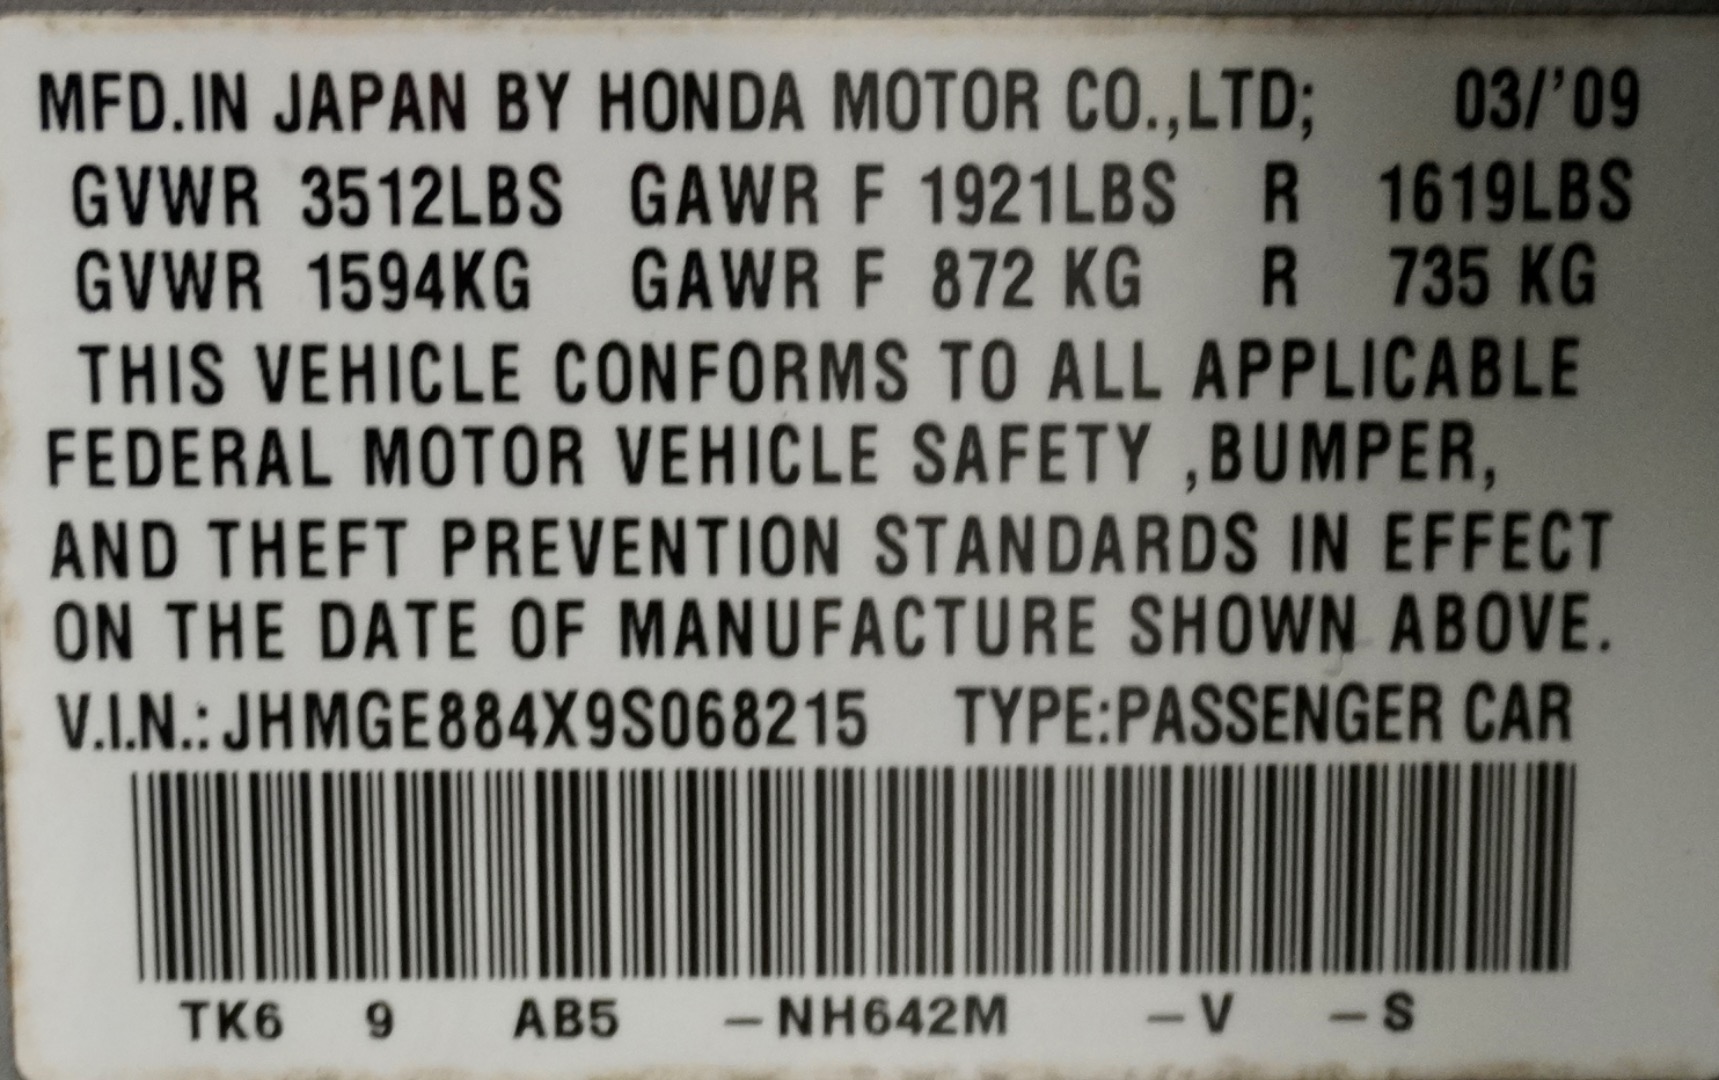 MFD.IN JAPAN BY HONDA MOTOR CO.,LTD; 03/'09
GVWR 3512LBS GAWR F 1921LBS R 1619LBS
GVWR 1594KG GAWR F 872 KG R 735 KG
THIS VEHICLE CONFORMS TO ALL APPLICABLE
FEDERAL MOTOR VEHICLE SAFETY ,BUMPER,
AND THEFT PREVENTION STANDARDS IN EFFECT
ON THE DATE OF MANUFACTURE SHOWN ABOVE.
V.I.N.: JHMGE884X9S068215 TYPE:PASSENGER CAR
TK6 9 AB5 –NH642M –V –S